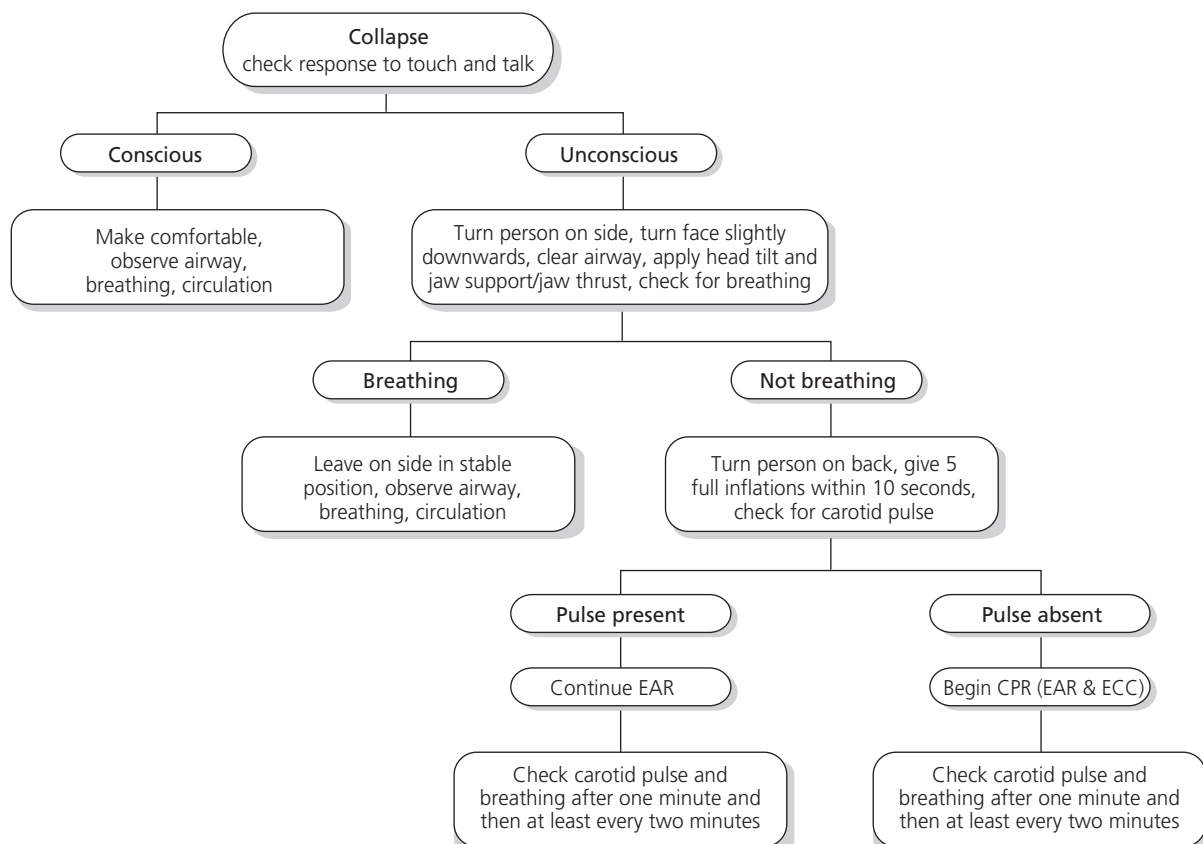 Collapse
check response to touch and talk
Conscious
Unconscious
Make comfortable,
observe airway,
breathing, circulation
Turn person on side, turn face slightly
downwards, clear airway, apply head tilt and
jaw support/jaw thrust, check for breathing
Breathing
Not breathing
Leave on side in stable
position, observe airway,
breathing, circulation
Turn person on back, give 5
full inflations within 10 seconds,
check for carotid pulse
Pulse present
Pulse absent
Continue EAR
Begin CPR (EAR & ECC)
Check carotid pulse and
breathing after one minute and
then at least every two minutes
Check carotid pulse and
breathing after one minute and
then at least every two minutes